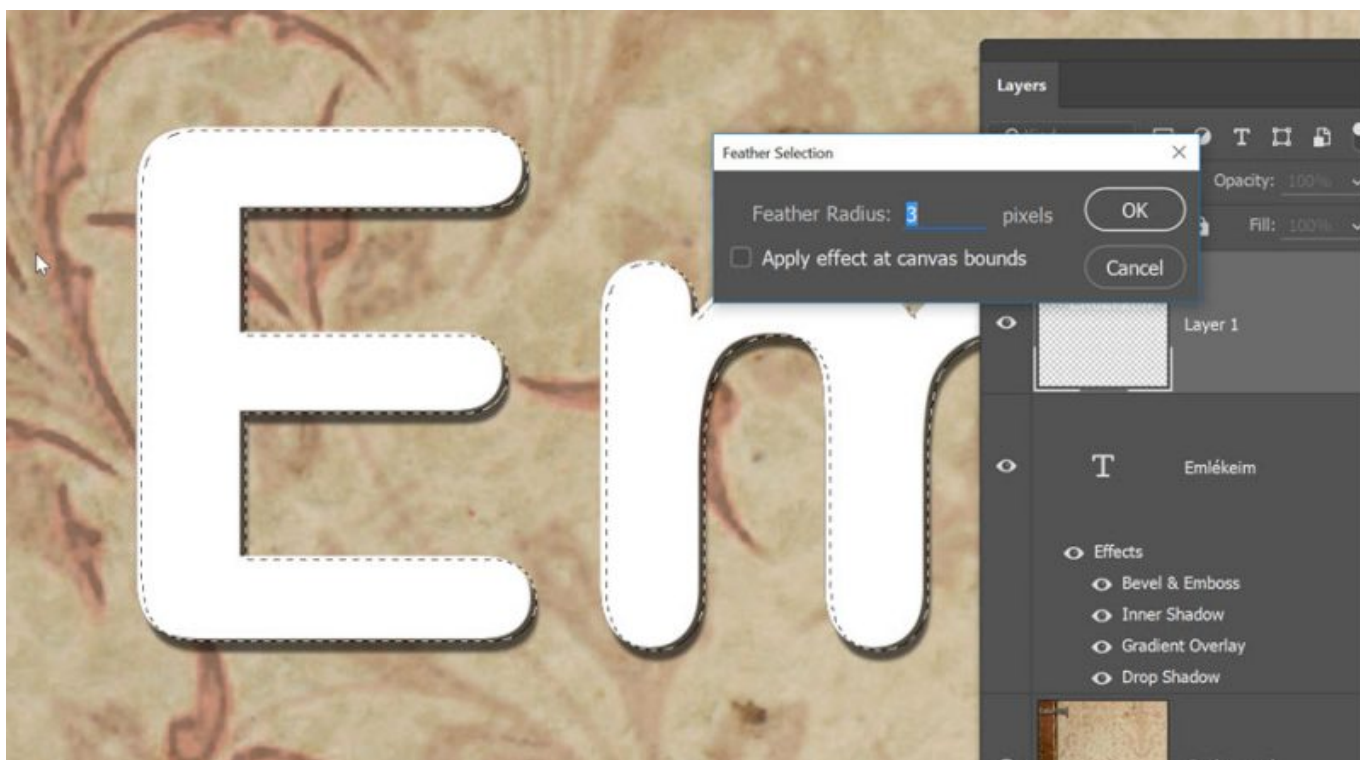 Em
Layers
Feather Selection
Feather Radius: 3 pixels
OK
Apply effect at canvas bounds
Cancel
Opacity: 100%
Fill: 100%
Layer 1
T Emlékeim
Effects
Bevel & Emboss
Inner Shadow
Gradient Overlay
Drop Shadow